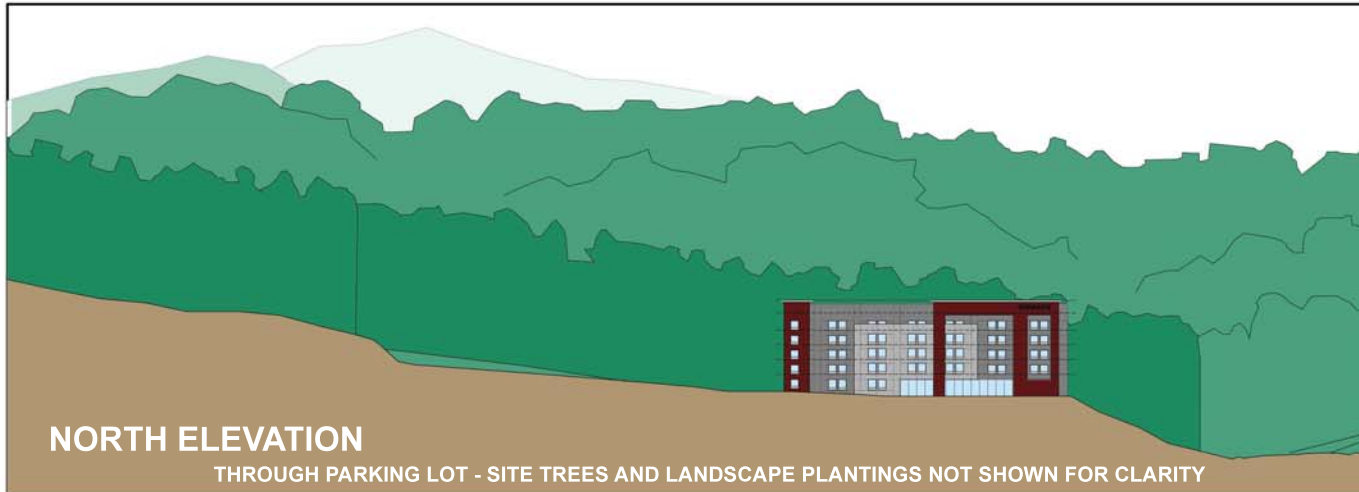 NORTH ELEVATION
THROUGH PARKING LOT - SITE TREES AND LANDSCAPE PLANTINGS NOT SHOWN FOR CLARITY